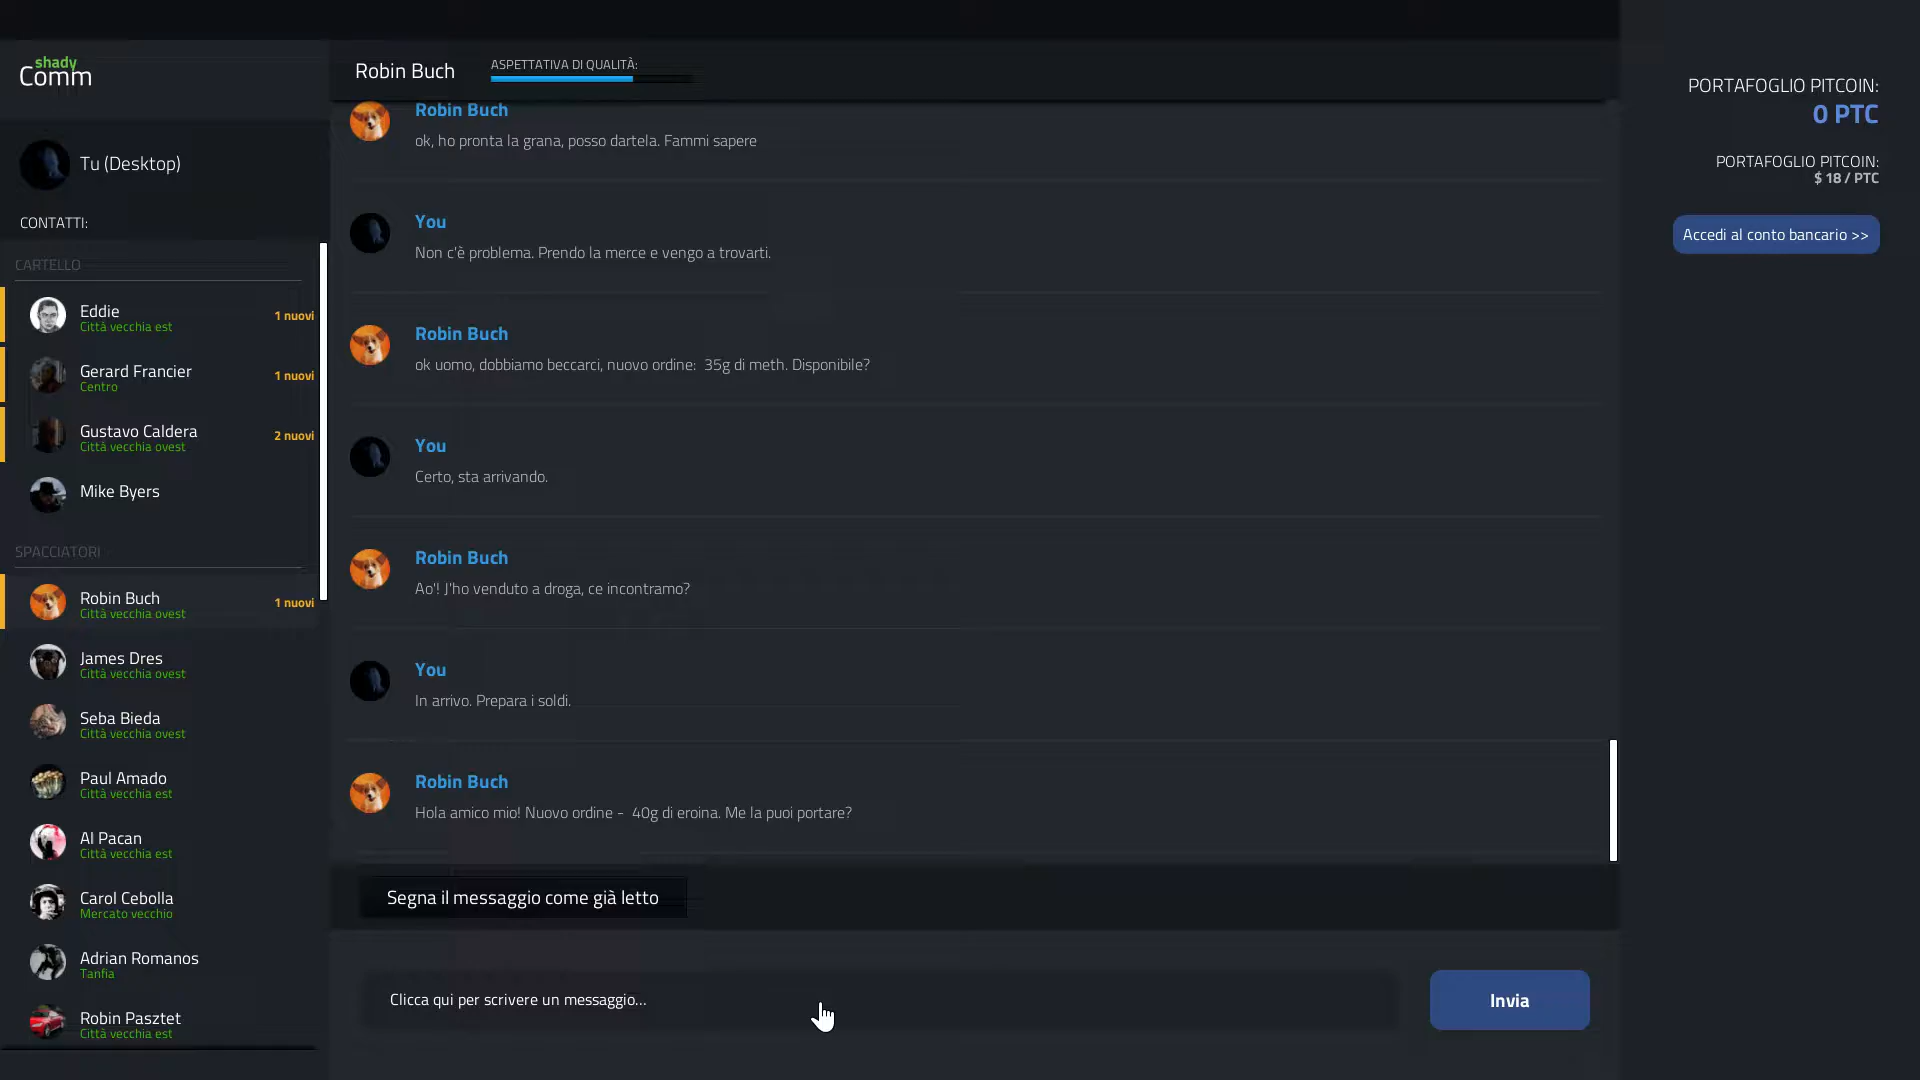 shady
Comm
Tu (Desktop)
CONTATTI:
CARTELLO
Eddie
Città vecchia est
1 nuovi
Gerard Francier
Centro
1 nuovi
Gustavo Caldera
Città vecchia ovest
2 nuovi
Mike Byers
SPACCIATORI
Robin Buch
Città vecchia ovest
1 nuovi
James Dres
Città vecchia ovest
Seba Bieda
Città vecchia ovest
Paul Amado
Città vecchia est
Al Pacan
Città vecchia est
Carol Cebolla
Mercato vecchio
Adrian Romanos
Tanfia
Robin Pasztet
Città vecchia est
Robin Buch
ASPETTATIVA DI QUALITÀ:
Robin Buch
ok, ho pronta la grana, posso dartela. Fammi sapere
You
Non c'è problema. Prendo la merce e vengo a trovarti.
Robin Buch
ok uomo, dobbiamo beccarci, nuovo ordine:  35g di meth. Disponibile?
You
Certo, sta arrivando.
Robin Buch
Ao'! J'ho venduto a droga, ce incontramo?
You
In arrivo. Prepara i soldi.
Robin Buch
Hola amico mio! Nuovo ordine -  40g di eroina. Me la puoi portare?
Segna il messaggio come già letto
Clicca qui per scrivere un messaggio...
Invia
PORTAFOGLIO PITCOIN:
0 PTC
PORTAFOGLIO PITCOIN:
$ 18 / PTC
Accedi al conto bancario >>